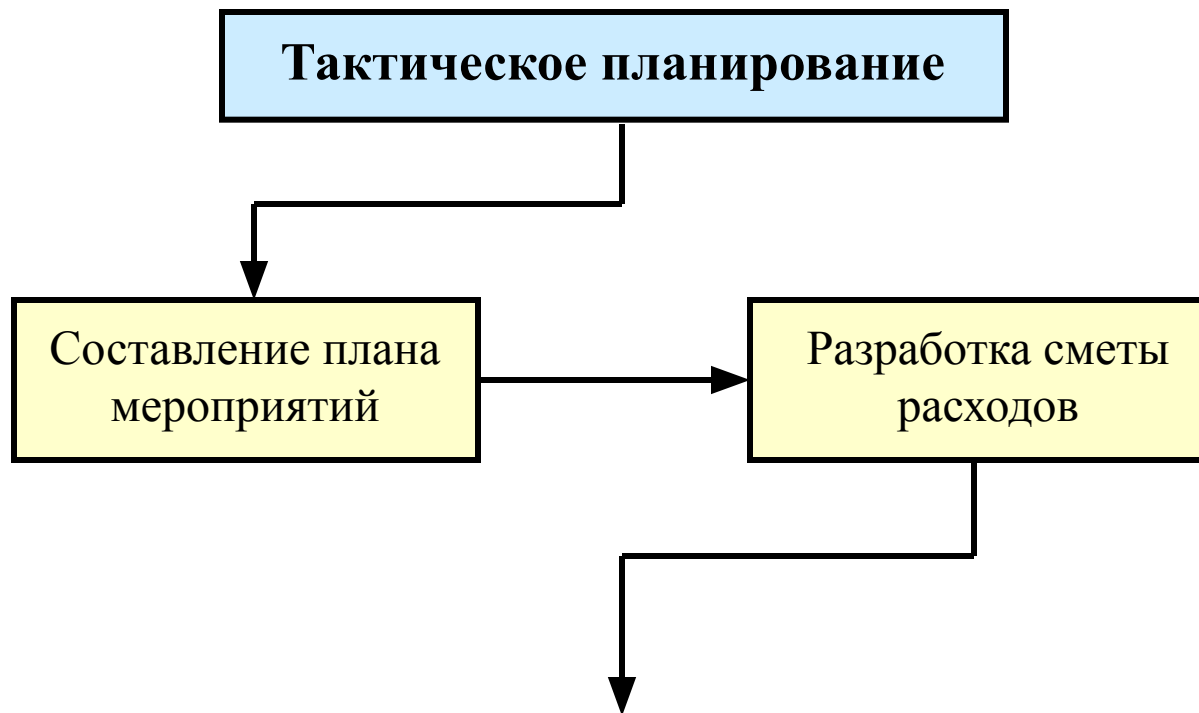 Тактическое планирование
Составление плана
мероприятий
Разработка сметы
расходов